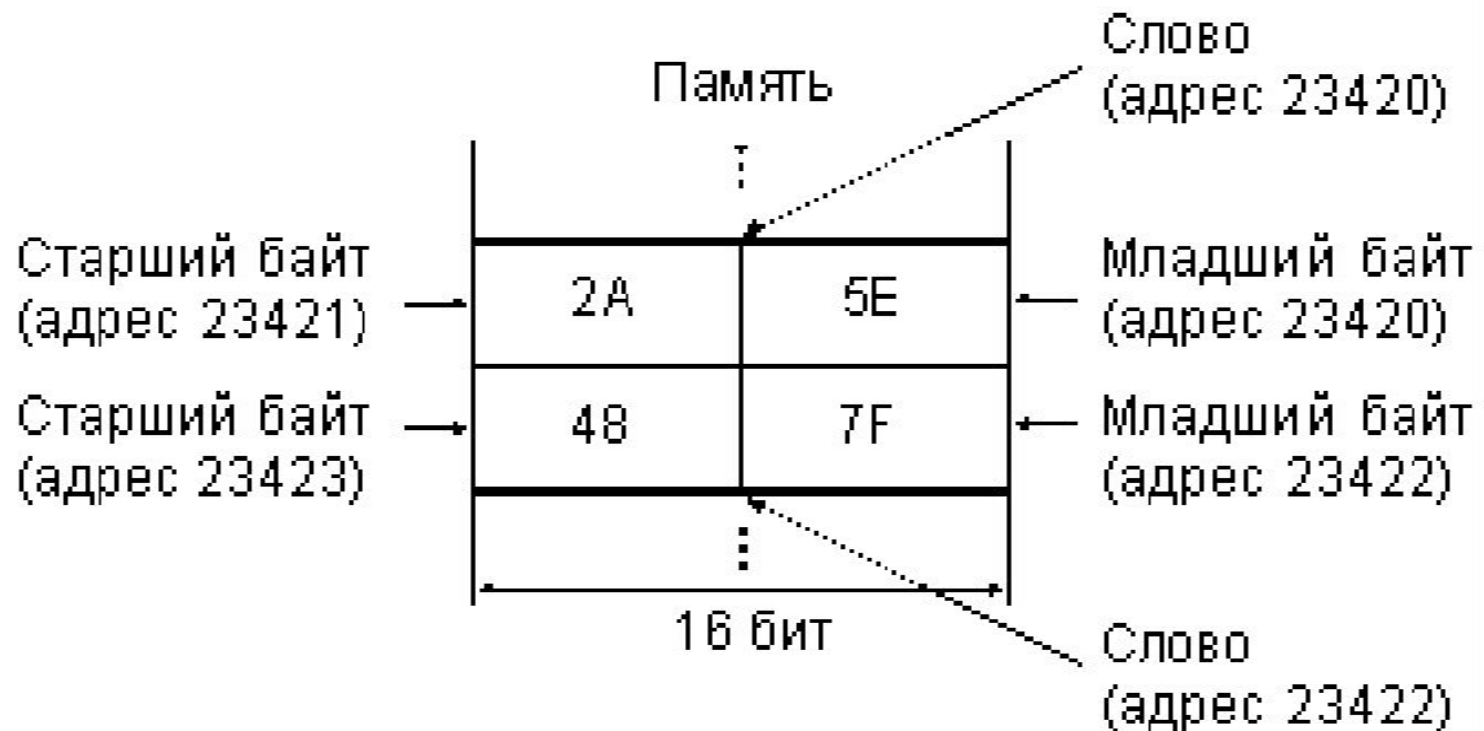 Слово
(адрес 23420)
Память
Старший байт
(адрес 23421)
2A
5E
Младший байт
(адрес 23420)
Старший байт
(адрес 23423)
48
7F
Младший байт
(адрес 23422)
16 бит
Слово
(адрес 23422)